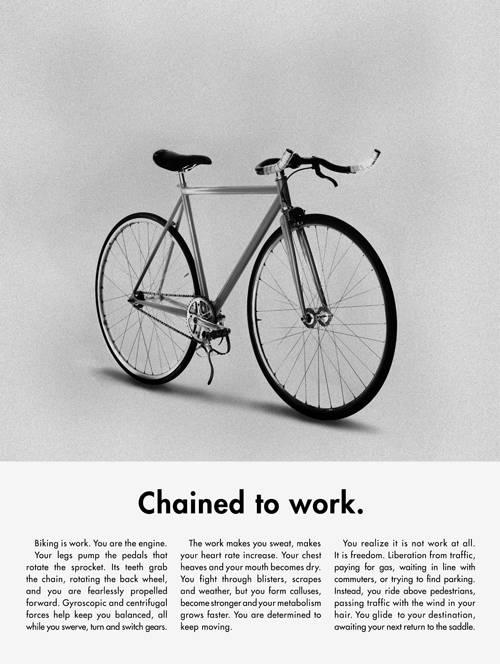 Chained to work.
Biking is work. You are the engine.
Your legs pump the pedals that
rotate the sprocket. Its teeth grab
the chain, rotating the back wheel,
and you are fearlessly propelled
forward. Gyroscopic and centrifugal
forces help keep you balanced, all
while you swerve, turn and switch gears.
The work makes you sweat, makes
your heart rate increase. Your chest
heaves and your mouth becomes dry.
You fight through blisters, scrapes
and weather, but you form calluses,
become stronger and your metabolism
grows faster. You are determined to
keep moving.
You realize it is not work at all.
It is freedom. Liberation from traffic,
paying for gas, waiting in line with
commuters, or trying to find parking.
Instead, you ride above pedestrians,
passing traffic with the wind in your
hair. You glide to your destination,
awaiting your next return to the saddle.